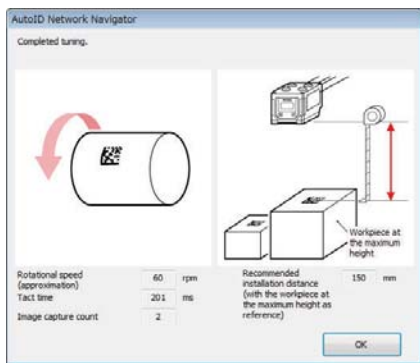 AutoID Network Navigator
Completed tuning.
Workpiece at
the maximum
height
Rotational speed
(approximation)
60 rpm
Tact time
201 ms
Image capture count
2
Recommended
installation distance
(with the workpiece at
the maximum height as
reference)
150 mm
OK